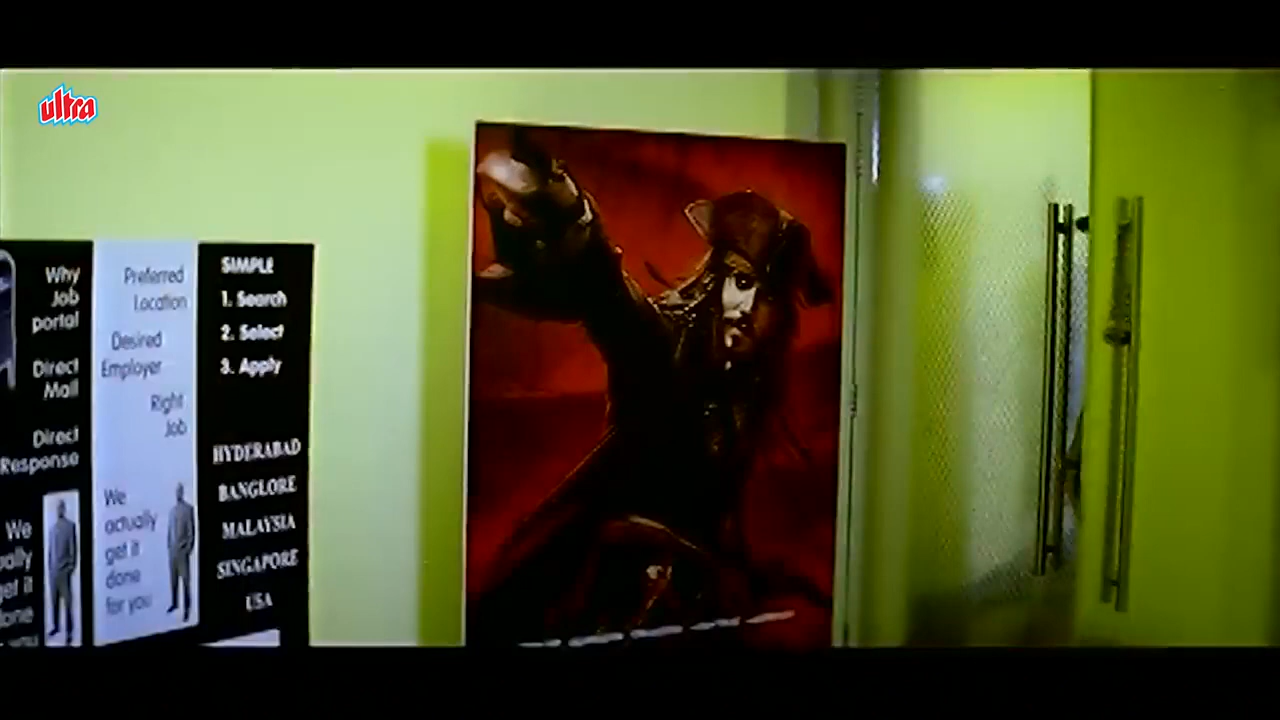 ultra
Why
Job
portal
Direct
Mall
Direct
Response
We
get it
Preferred
Location
Desired
Employer
Right
Job
We
actually
get it
done
for you
SIMPLE
1. Search
2. Select
3. Apply
HYDERABAD
BANGLORE
MALAYSIA
SINGAPORE
USA